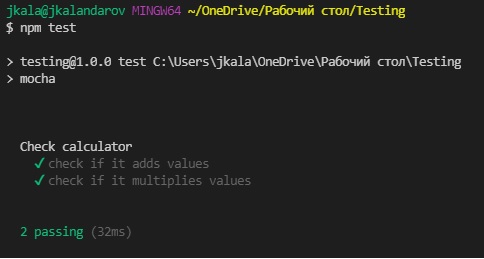 jkala@jkalandarov MINGW64 ~/OneDrive/Рабочий стол/Testing
$ npm test
> testing@1.0.0 test C:\Users\jkala\OneDrive\Рабочий стол\Testing
> mocha
Check calculator
✓ check if it adds values
✓ check if it multiplies values
2 passing (32ms)